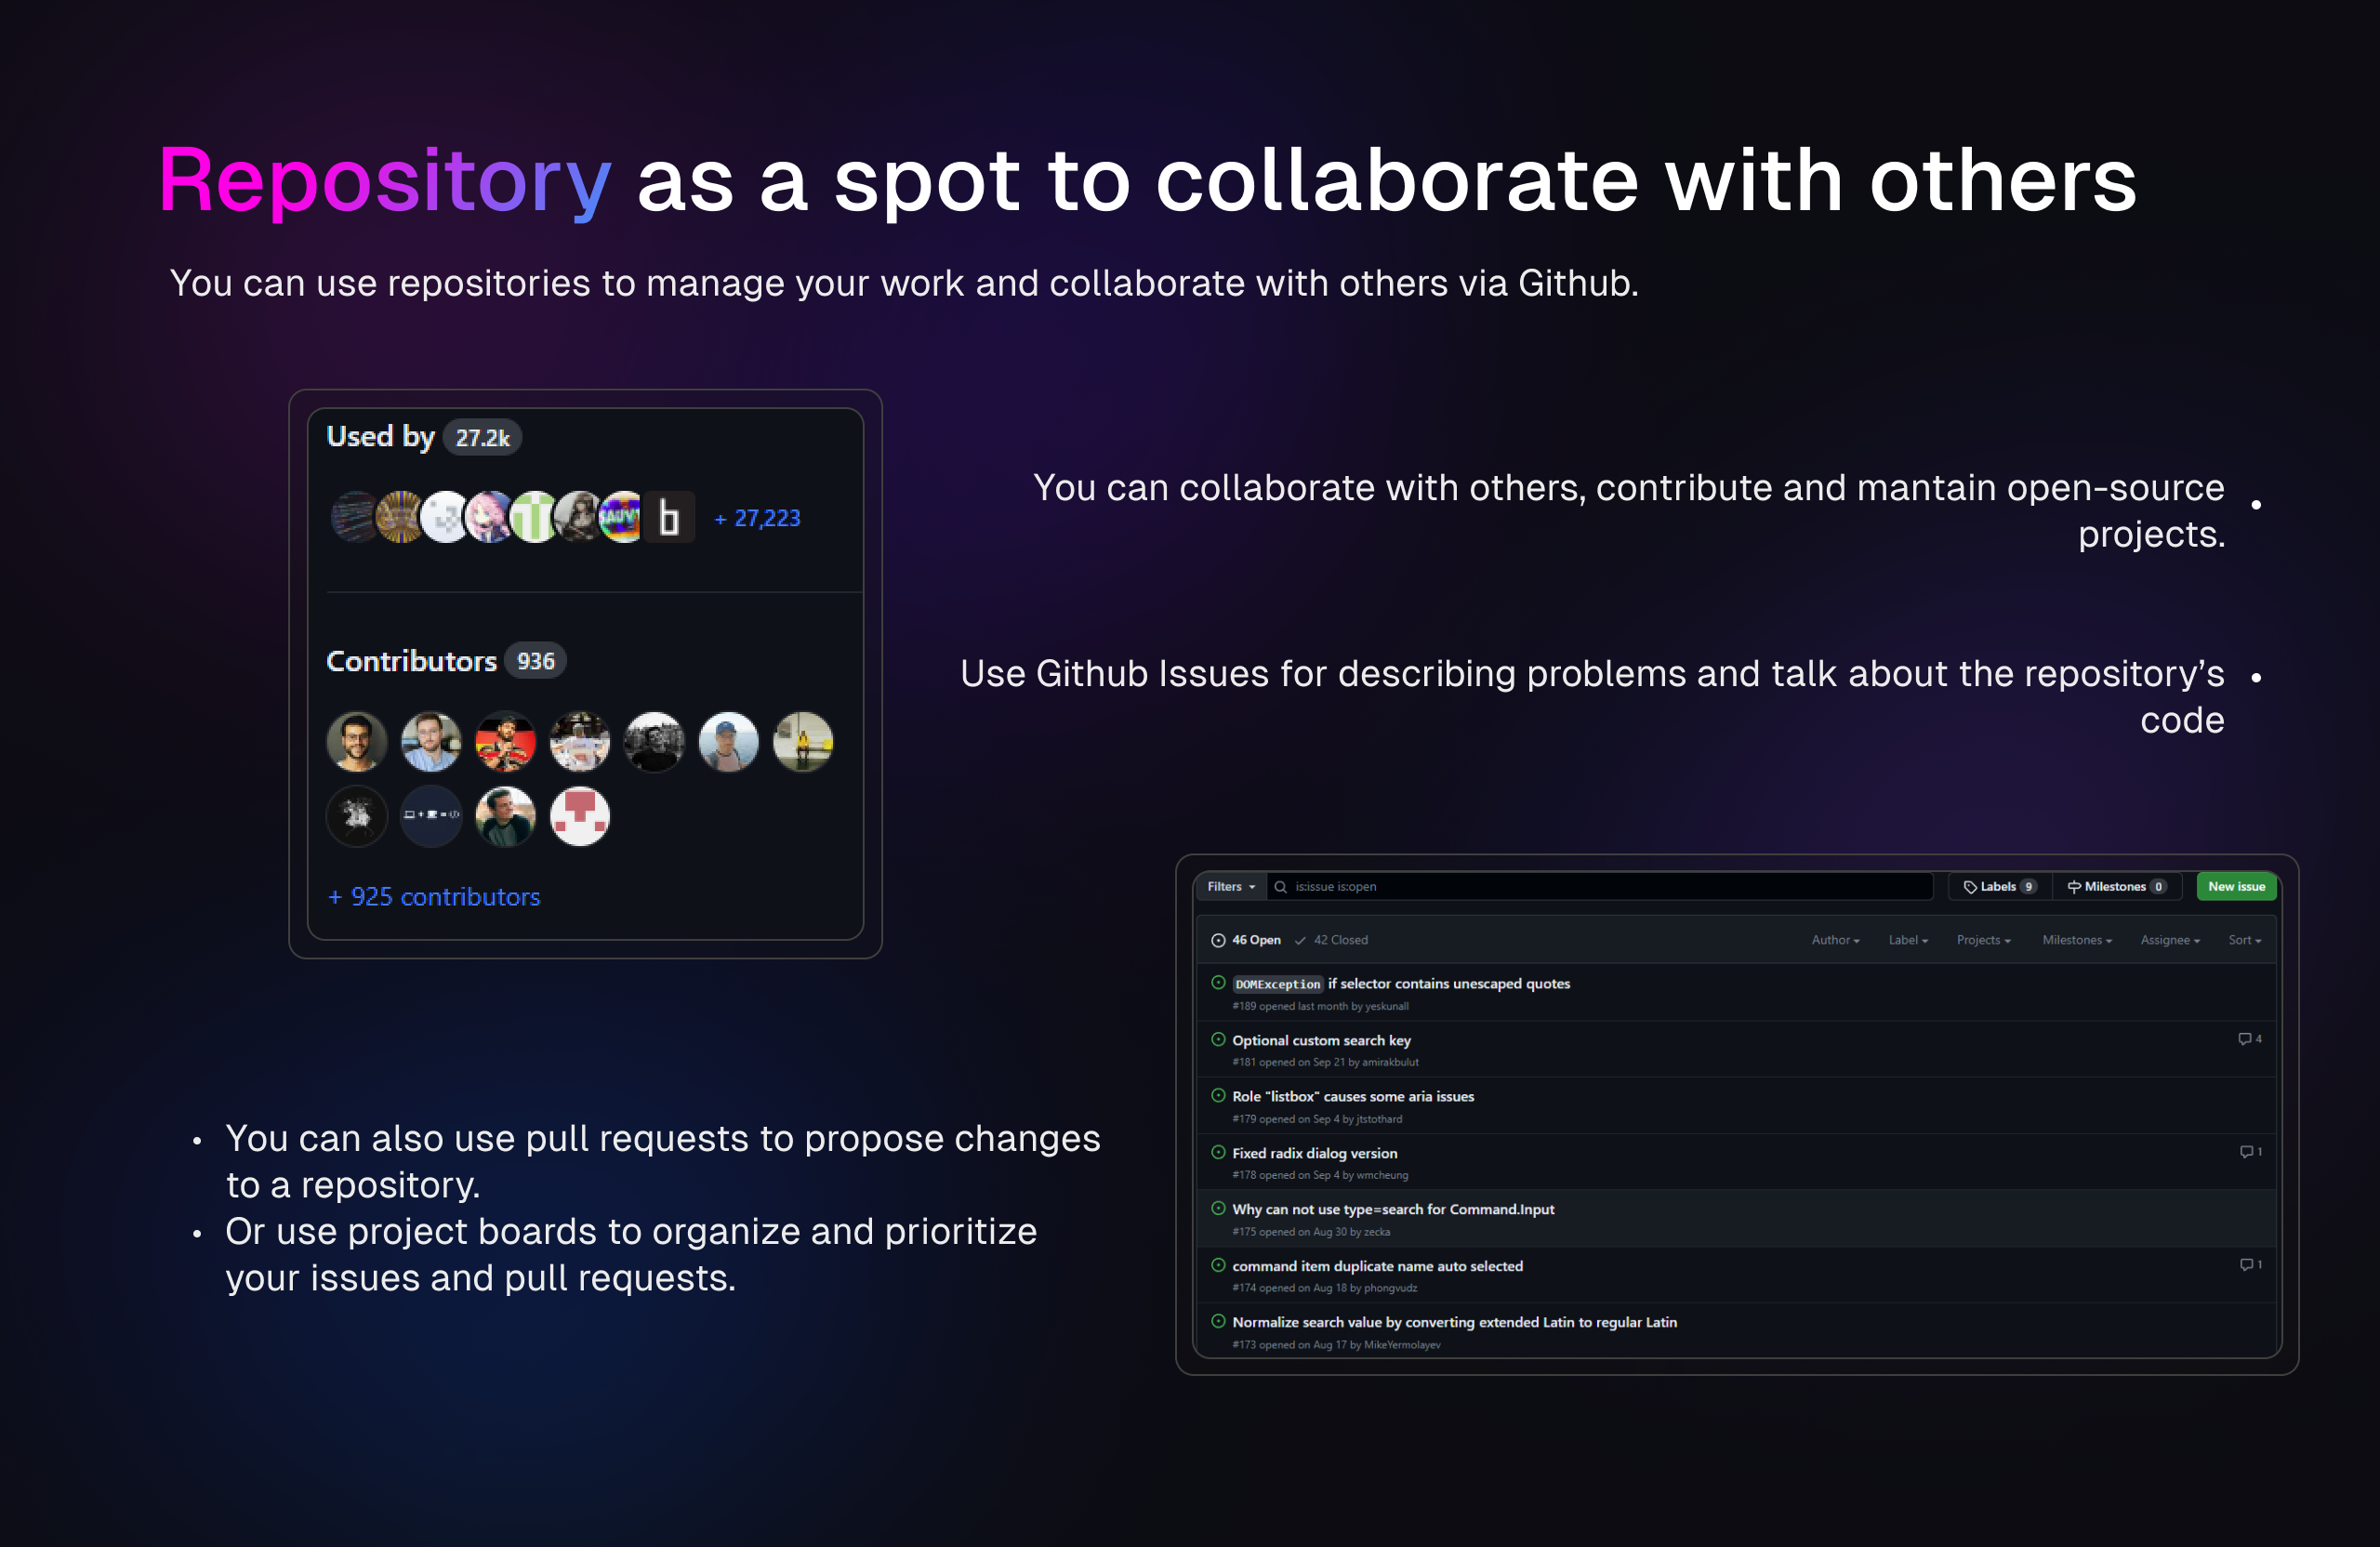 Repository as a spot to collaborate with others
You can use repositories to manage your work and collaborate with others via Github.
Used by 27.2k
SAUY
b
+ 27,223
Contributors 936
+ 925 contributors
You can collaborate with others, contribute and mantain open-source
projects.
Use Github Issues for describing problems and talk about the repository’s
code
You can also use pull requests to propose changes
to a repository.
Or use project boards to organize and prioritize
your issues and pull requests.
Filters is:issue is:open Labels 9 Milestones 0 New issue
46 Open 42 Closed Author Label Projects Milestones Assignee Sort
DOMException if selector contains unescaped quotes
#189 opened last month by yeskunall
Optional custom search key 4
#181 opened on Sep 21 by amirakbulut
Role "listbox" causes some aria issues
#179 opened on Sep 4 by jtstothard
Fixed radix dialog version 1
#178 opened on Sep 4 by wmcheung
Why can not use type=search for Command.Input
#175 opened on Aug 30 by zecka
command item duplicate name auto selected 1
#174 opened on Aug 18 by phongvudz
Normalize search value by converting extended Latin to regular Latin
#173 opened on Aug 17 by MikeYermolayev